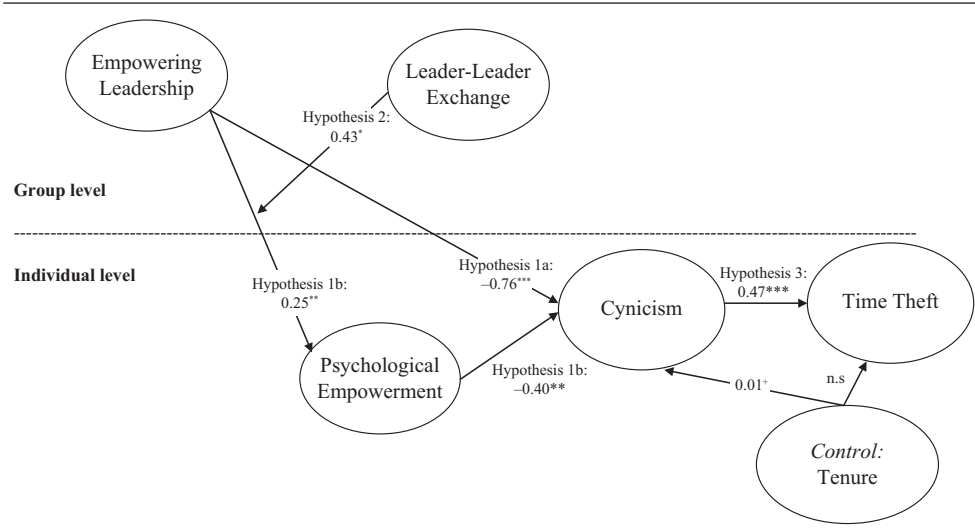 Empowering
Leadership
Leader-Leader
Exchange
Hypothesis 2:
0.43*
Group level
Individual level
Hypothesis 1b:
0.25**
Hypothesis 1a:
–0.76***
Cynicism
Hypothesis 3:
0.47***
Time Theft
Psychological
Empowerment
Hypothesis 1b:
–0.40**
0.01+
n.s
Control:
Tenure